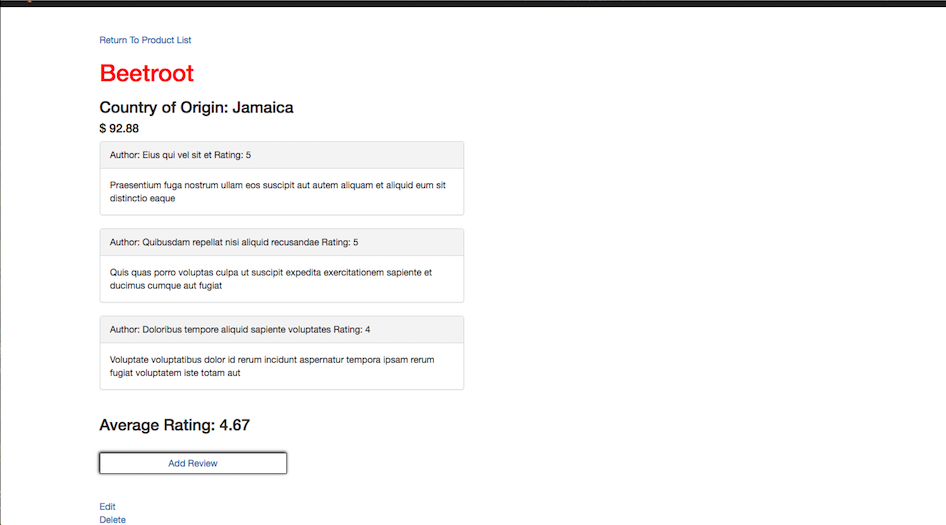 Return To Product List
Beetroot
Country of Origin: Jamaica
$ 92.88
Author: Eius qui vel sit et Rating: 5
Praesentium fuga nostrum ullam eos suscipit aut autem aliquam et aliquid eum sit
distinctio eaque
Author: Quibusdam repellat nisi aliquid recusandae Rating: 5
Quis quas porro voluptas culpa ut suscipit expedita exercitationem sapiente et
ducimus cumque aut fugiat
Author: Doloribus tempore aliquid sapiente voluptates Rating: 4
Voluptate voluptatibus dolor id rerum incidunt aspernatur tempora ipsam rerum
fugiat voluptatem iste totam aut
Average Rating: 4.67
Add Review
Edit
Delete